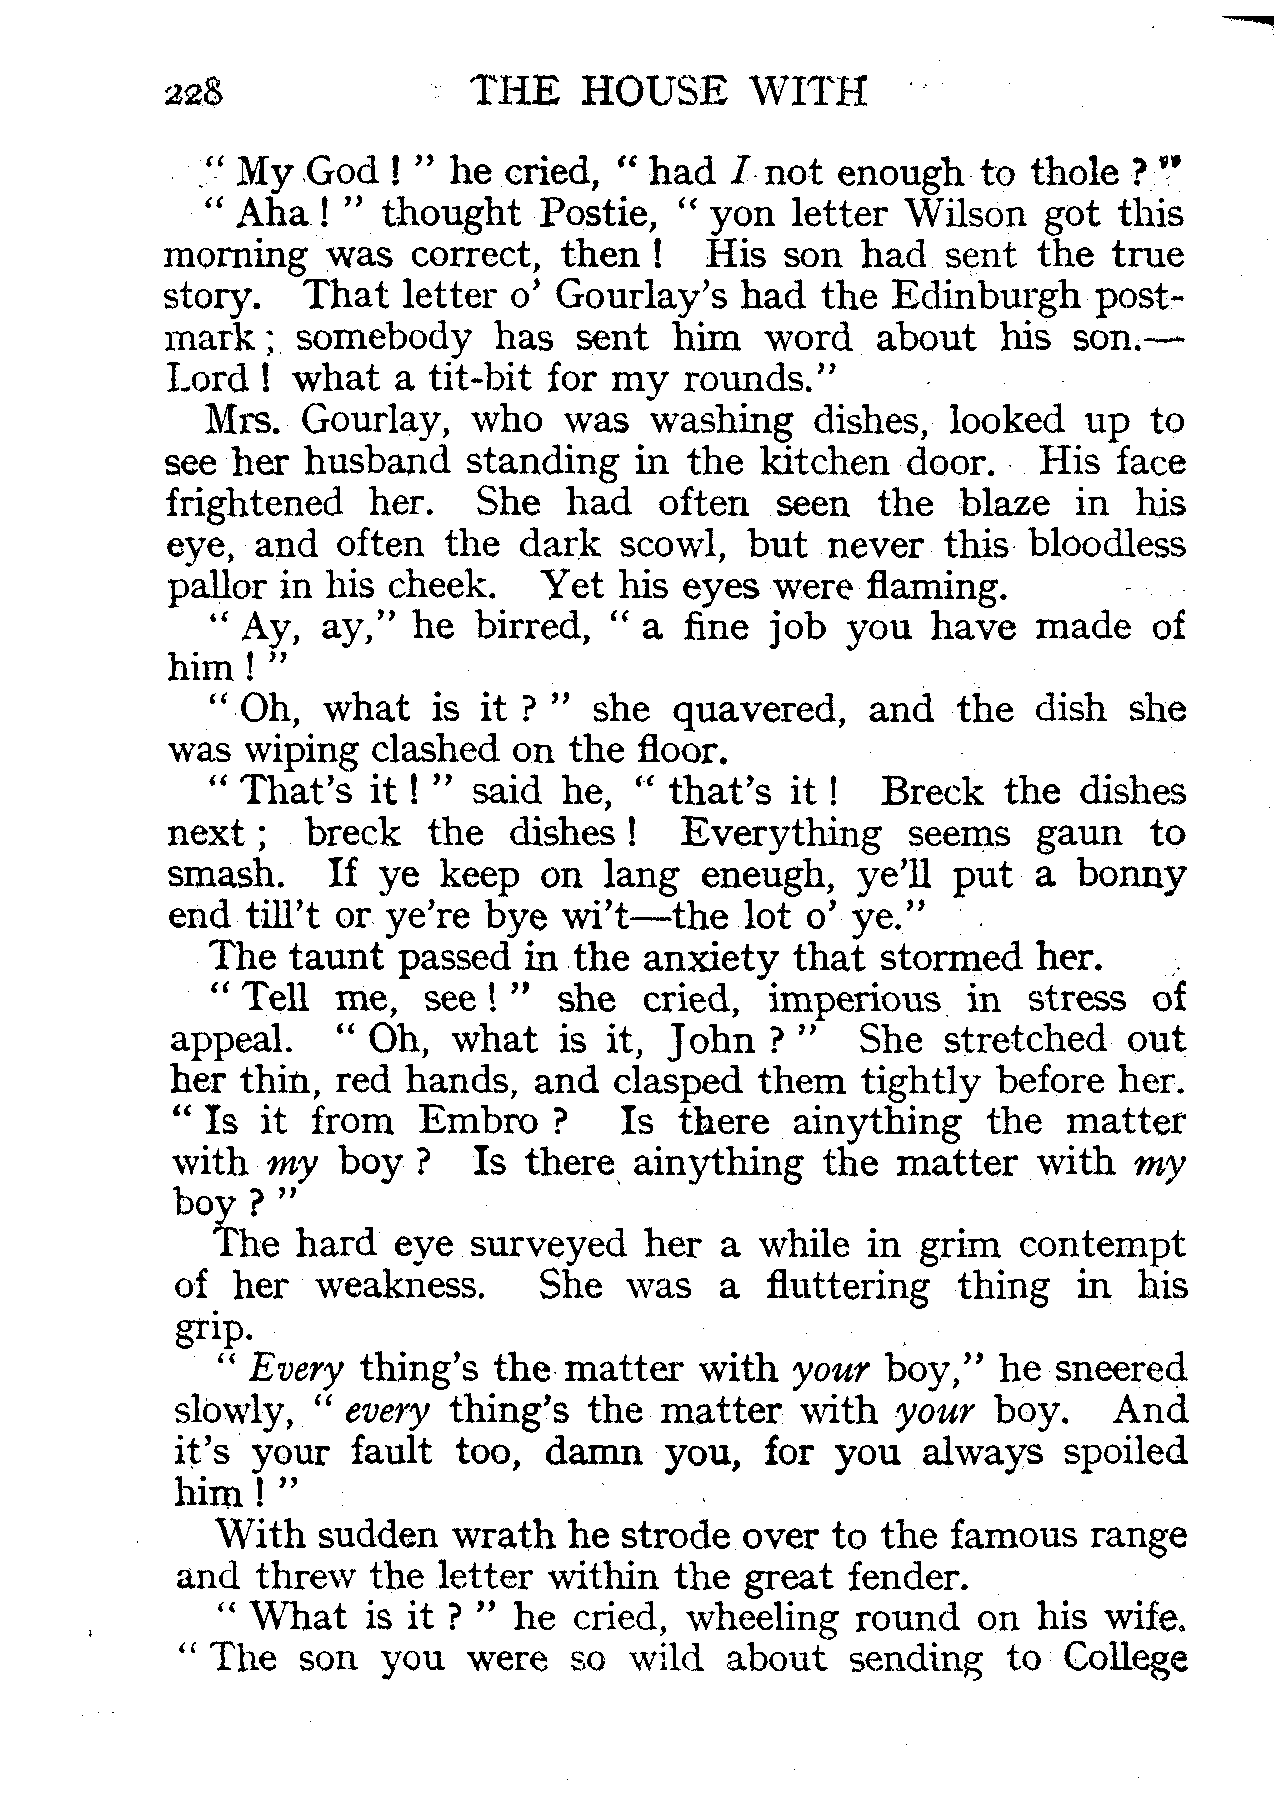 228 THE HOUSE WITH
“ My God ! ” he cried, “ had I not enough to thole ? ”
“ Aha ! ” thought Postie, “ yon letter Wilson got this
morning was correct, then ! His son had sent the true
story. That letter o’ Gourlay’s had the Edinburgh post-
mark ; somebody has sent him word about his son.—
Lord ! what a tit-bit for my rounds.”
Mrs. Gourlay, who was washing dishes, looked up to
see her husband standing in the kitchen door. His face
frightened her. She had often seen the blaze in his
eye, and often the dark scowl, but never this bloodless
pallor in his cheek. Yet his eyes were flaming.
“ Ay, ay,” he birred, “ a fine job you have made of
him ! ”
“ Oh, what is it ? ” she quavered, and the dish she
was wiping clashed on the floor.
“ That’s it ! ” said he, “ that’s it ! Breck the dishes
next ; breck the dishes ! Everything seems gaun to
smash. If ye keep on lang eneugh, ye’ll put a bonny
end till’t or ye’re bye wi’t—the lot o’ ye.”
The taunt passed in the anxiety that stormed her.
“ Tell me, see ! ” she cried, imperious in stress of
appeal. “ Oh, what is it, John ? ” She stretched out
her thin, red hands, and clasped them tightly before her.
“ Is it from Embro ? Is there ainything the matter
with my boy ? Is there ainything the matter with my
boy ? ”
The hard eye surveyed her a while in grim contempt
of her weakness. She was a fluttering thing in his
grip.
“ Every thing’s the matter with your boy,” he sneered
slowly, “ every thing’s the matter with your boy. And
it’s your fault too, damn you, for you always spoiled
him ! ”
With sudden wrath he strode over to the famous range
and threw the letter within the great fender.
“ What is it ? ” he cried, wheeling round on his wife.
“ The son you were so wild about sending to College